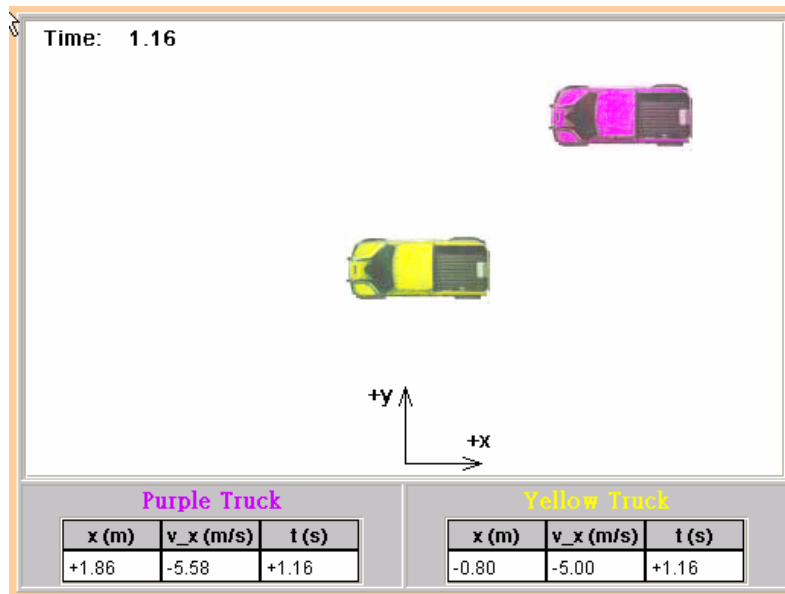 Time: 1.16
+y
+x
Purple Truck Yellow Truck
x (m) v_x (m/s) t (s) x (m) v_x (m/s) t (s)
+1.86 -5.58 +1.16 -0.80 -5.00 +1.16